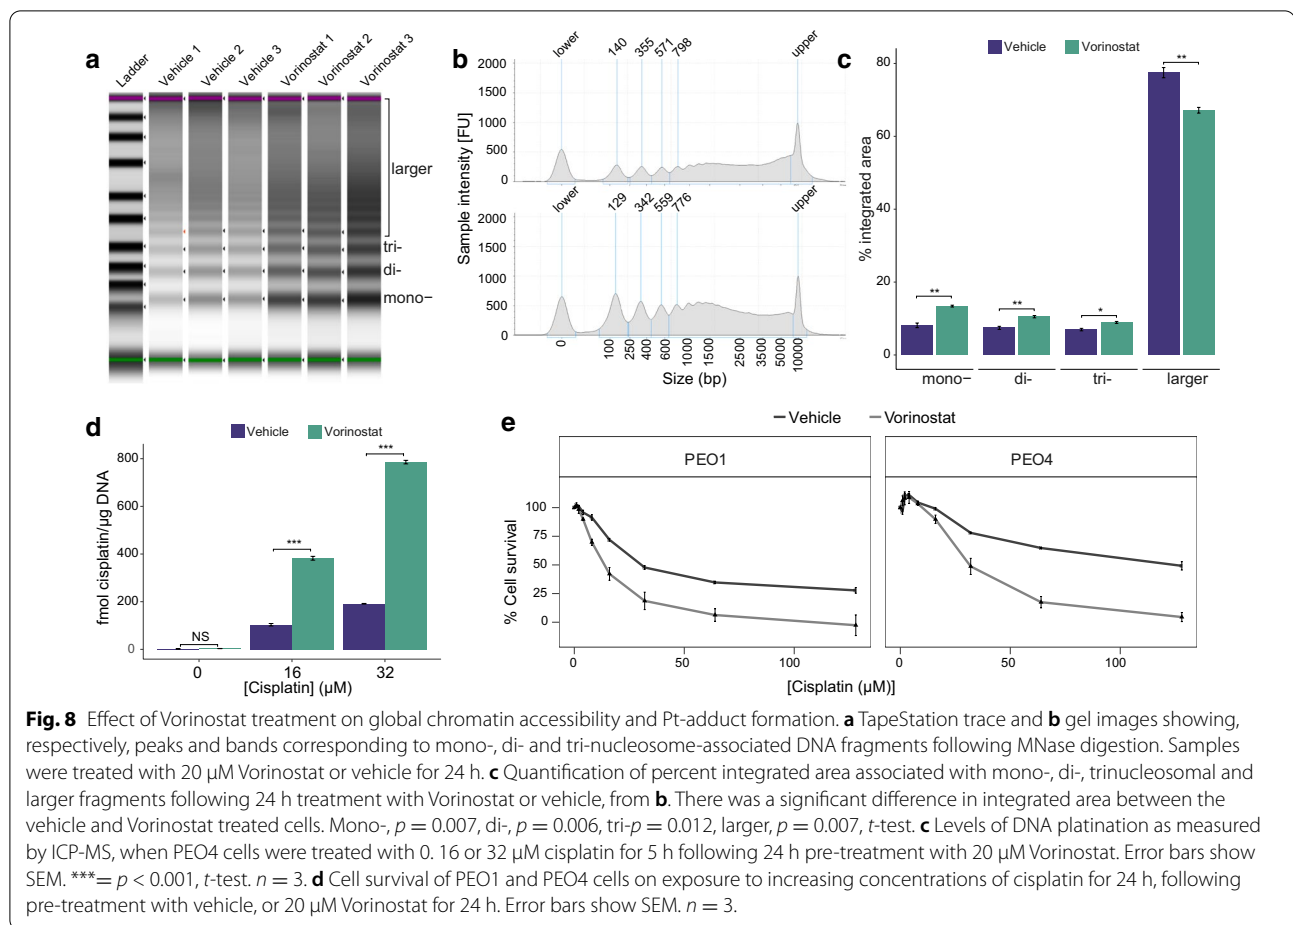 a
Ladder
Vehicle 1
Vehicle 2
Vehicle 3
Vorinostat 1
Vorinostat 2
Vorinostat 3
larger
tri-
di-
mono−
b
lower
140
355
571
798
upper
2000
1500
1000
500
0
lower
129
342
559
776
upper
2000
1500
1000
500
0
Sample intensity [FU]
0
100
250
400
600
1000
1500
2500
3500
5000
10000
Size (bp)
c
Vehicle
Vorinostat
80
60
40
20
0
% integrated area
**
**
*
**
mono−
di-
tri-
larger
d
Vehicle
Vorinostat
800
600
400
200
0
fmol cisplatin/µg DNA
NS
***
***
0
16
32
[Cisplatin] (µM)
e
Vehicle
Vorinostat
PEO1
PEO4
100
75
50
25
0
% Cell survival
0
50
100
0
50
100
[Cisplatin (µM)]
Fig. 8 Effect of Vorinostat treatment on global chromatin accessibility and Pt-adduct formation. a TapeStation trace and b gel images showing,
respectively, peaks and bands corresponding to mono-, di- and tri-nucleosome-associated DNA fragments following MNase digestion. Samples
were treated with 20 µM Vorinostat or vehicle for 24 h. c Quantification of percent integrated area associated with mono-, di-, trinucleosomal and
larger fragments following 24 h treatment with Vorinostat or vehicle, from b. There was a significant difference in integrated area between the
vehicle and Vorinostat treated cells. Mono-, p = 0.007, di-, p = 0.006, tri-p = 0.012, larger, p = 0.007, t-test. c Levels of DNA platination as measured
by ICP-MS, when PEO4 cells were treated with 0. 16 or 32 µM cisplatin for 5 h following 24 h pre-treatment with 20 µM Vorinostat. Error bars show
SEM. ***= p < 0.001, t-test. n = 3. d Cell survival of PEO1 and PEO4 cells on exposure to increasing concentrations of cisplatin for 24 h, following
pre-treatment with vehicle, or 20 µM Vorinostat for 24 h. Error bars show SEM. n = 3.